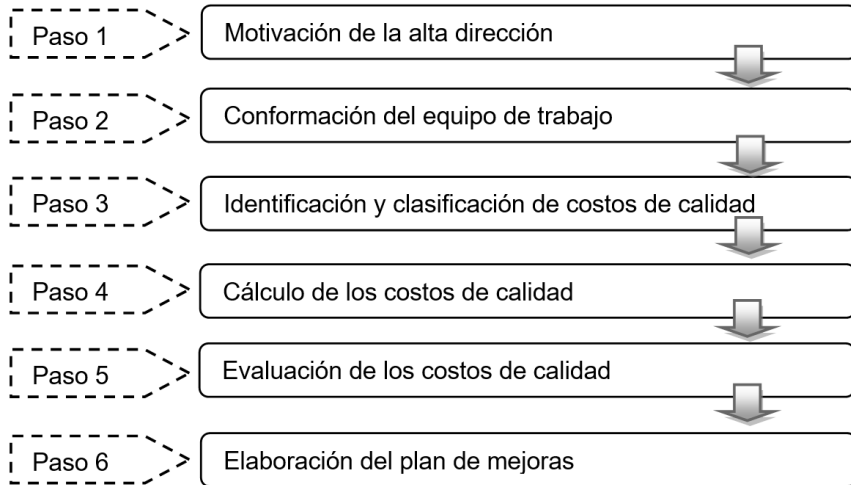 Paso 1
Motivación de la alta dirección
Paso 2
Conformación del equipo de trabajo
Paso 3
Identificación y clasificación de costos de calidad
Paso 4
Cálculo de los costos de calidad
Paso 5
Evaluación de los costos de calidad
Paso 6
Elaboración del plan de mejoras